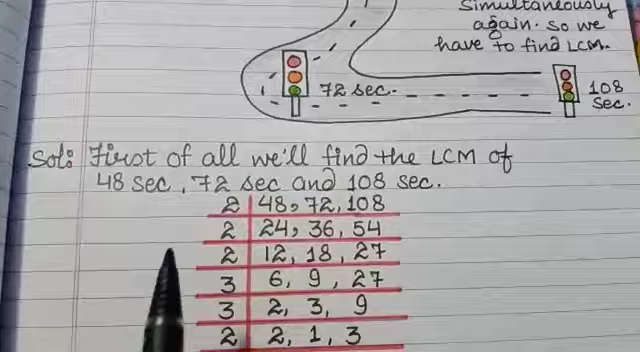 Simultaneously
again. So we
have to find LCM.
72 sec.
108
Sec.
Sol: First of all we'll find the LCM of
48 sec, 72 sec and 108 sec.
2 | 48, 72, 108
2 | 24, 36, 54
2 | 12, 18, 27
3 | 6, 9, 27
3 | 2, 3, 9
2 | 2, 1, 3